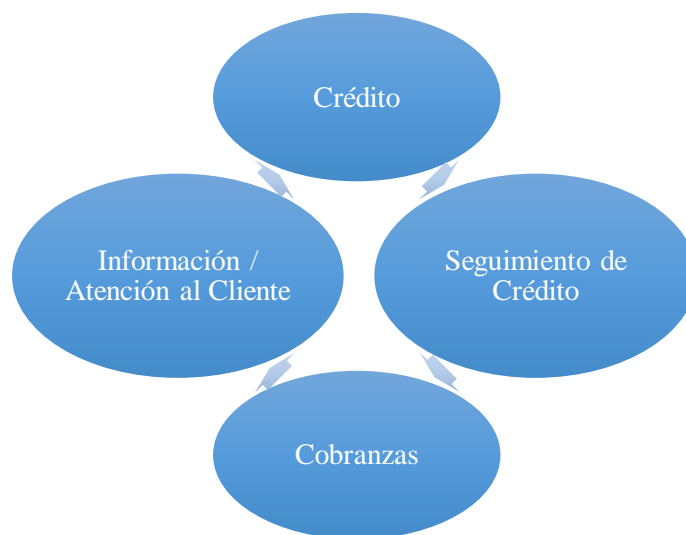 Crédito
Información /
Atención al Cliente
Seguimiento de
Crédito
Cobranzas